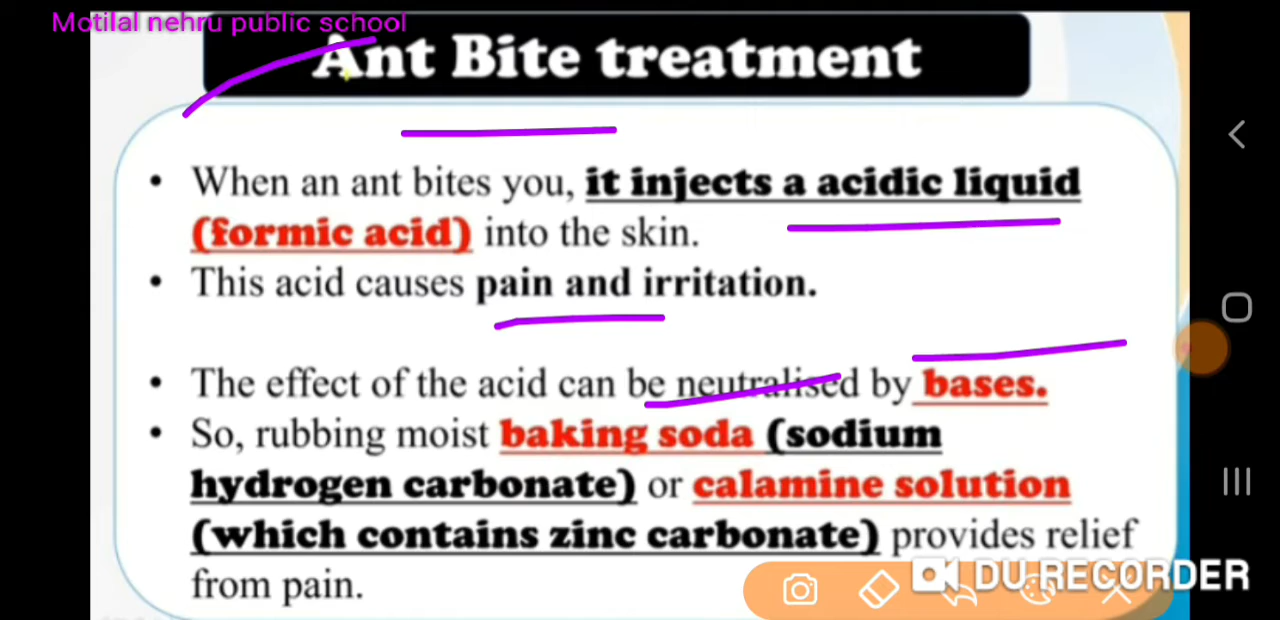 Motilal nehru public school
Ant Bite treatment
• When an ant bites you, it injects a acidic liquid
(formic acid) into the skin.
• This acid causes pain and irritation.
• The effect of the acid can be neutralised by bases.
• So, rubbing moist baking soda (sodium
hydrogen carbonate) or calamine solution
(which contains zinc carbonate) provides relief
from pain.
DU RECORDER